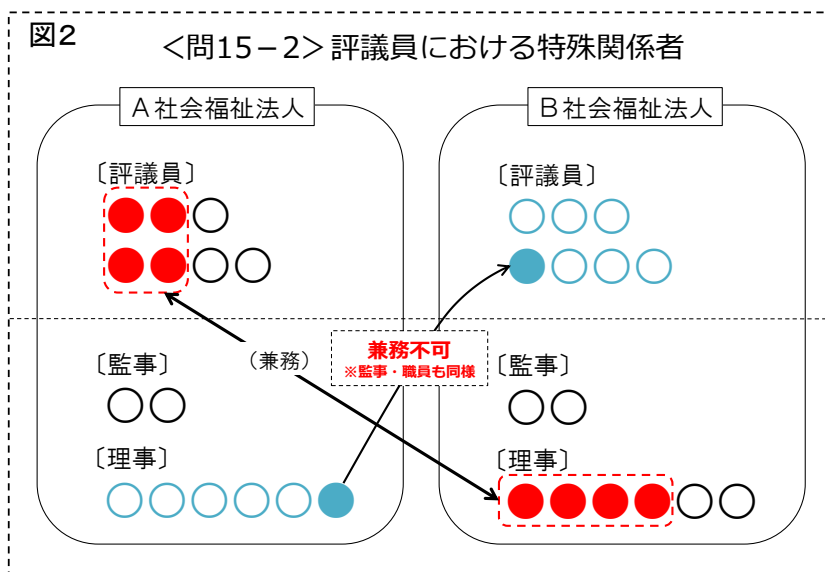 図2
<問15-2>評議員における特殊関係者
A社会福祉法人
B社会福祉法人
〔評議員〕
〔評議員〕
兼務不可
※監事・職員も同様
〔監事〕
(兼務)
〔監事〕
〔理事〕
〔理事〕